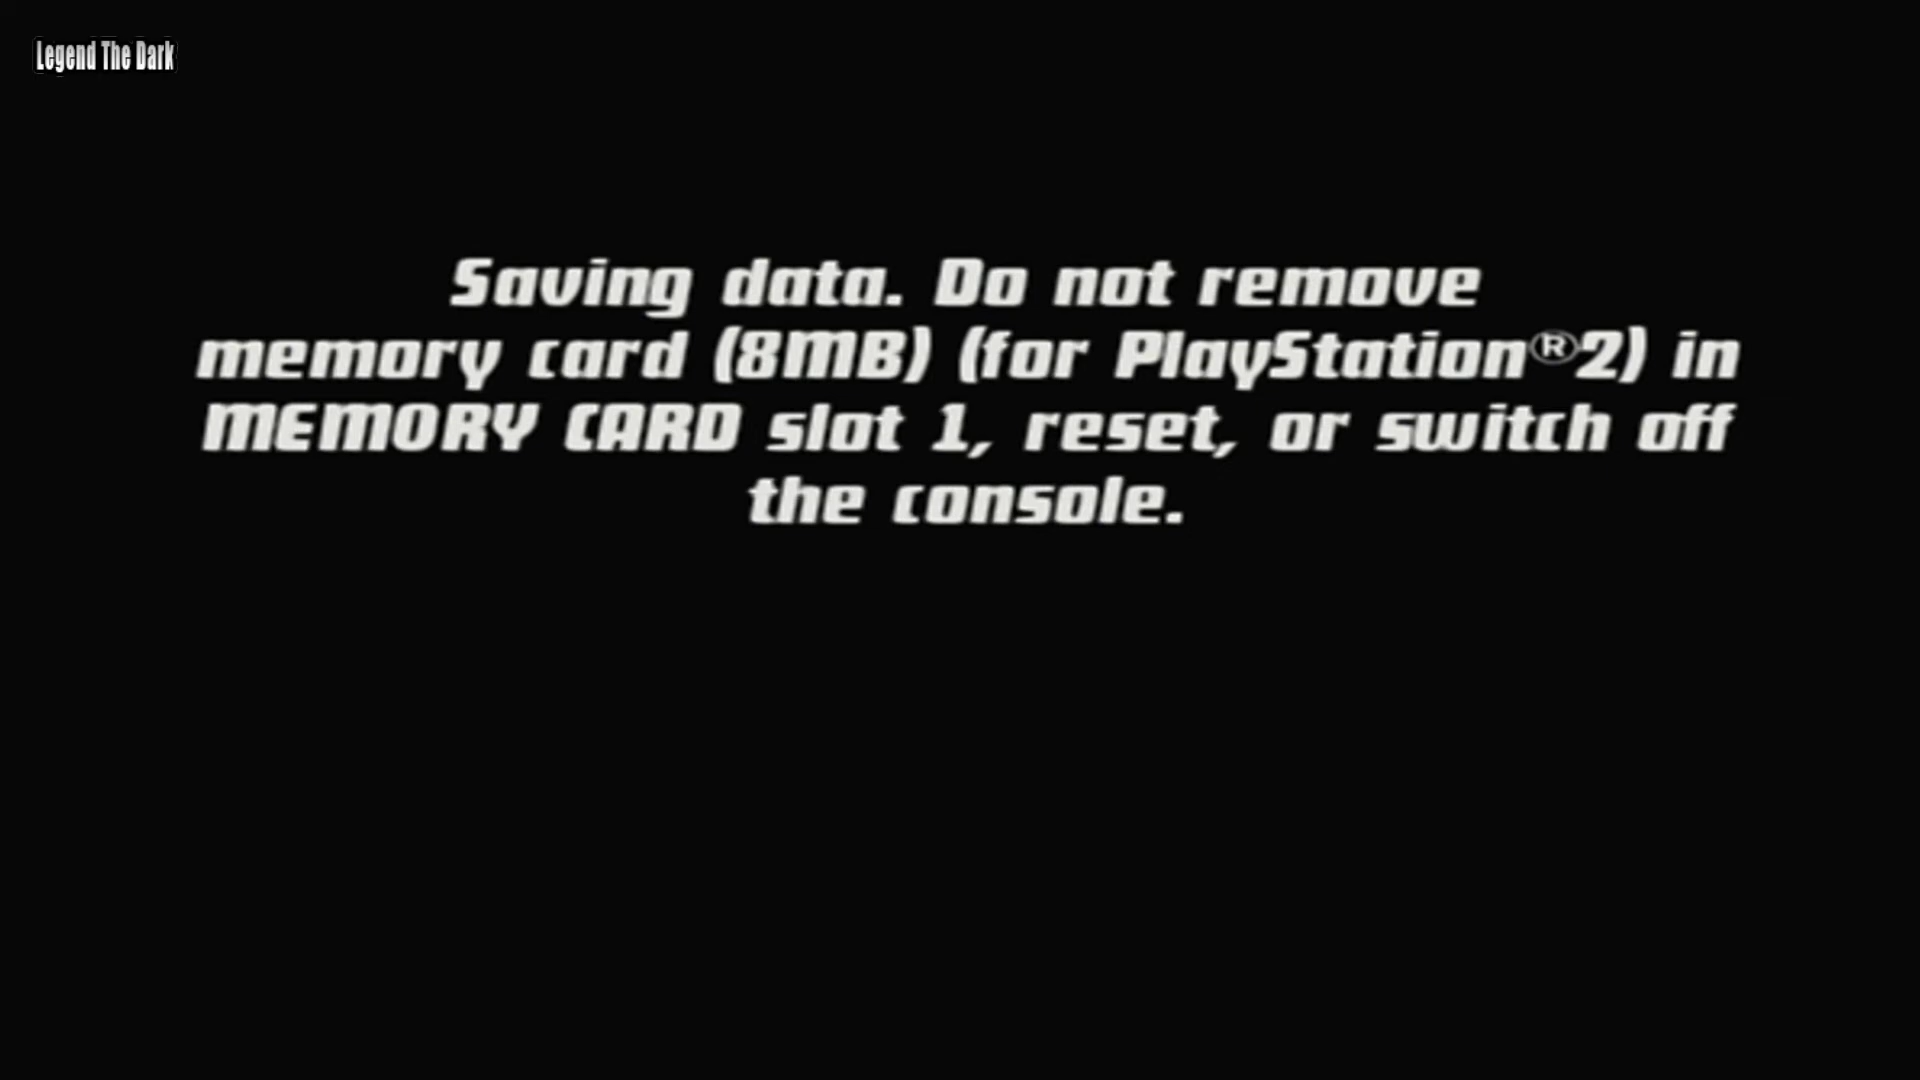 Legend The Dark
Saving data. Do not remove
memory card (8MB) (for PlayStation®2) in
MEMORY CARD slot 1, reset, or switch off
the console.